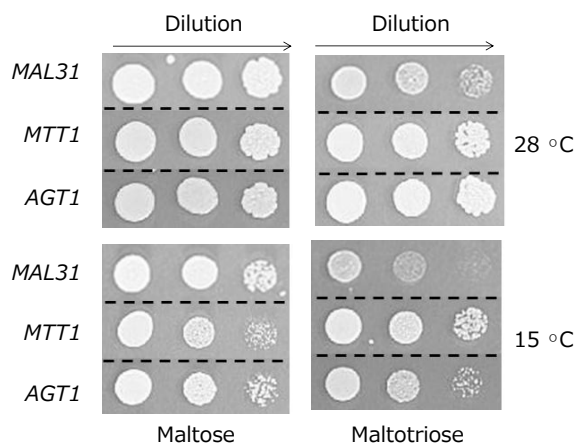 Dilution Dilution
MAL31
MTT1
28 °C
AGT1
MAL31
MTT1
15 °C
AGT1
Maltose Maltotriose